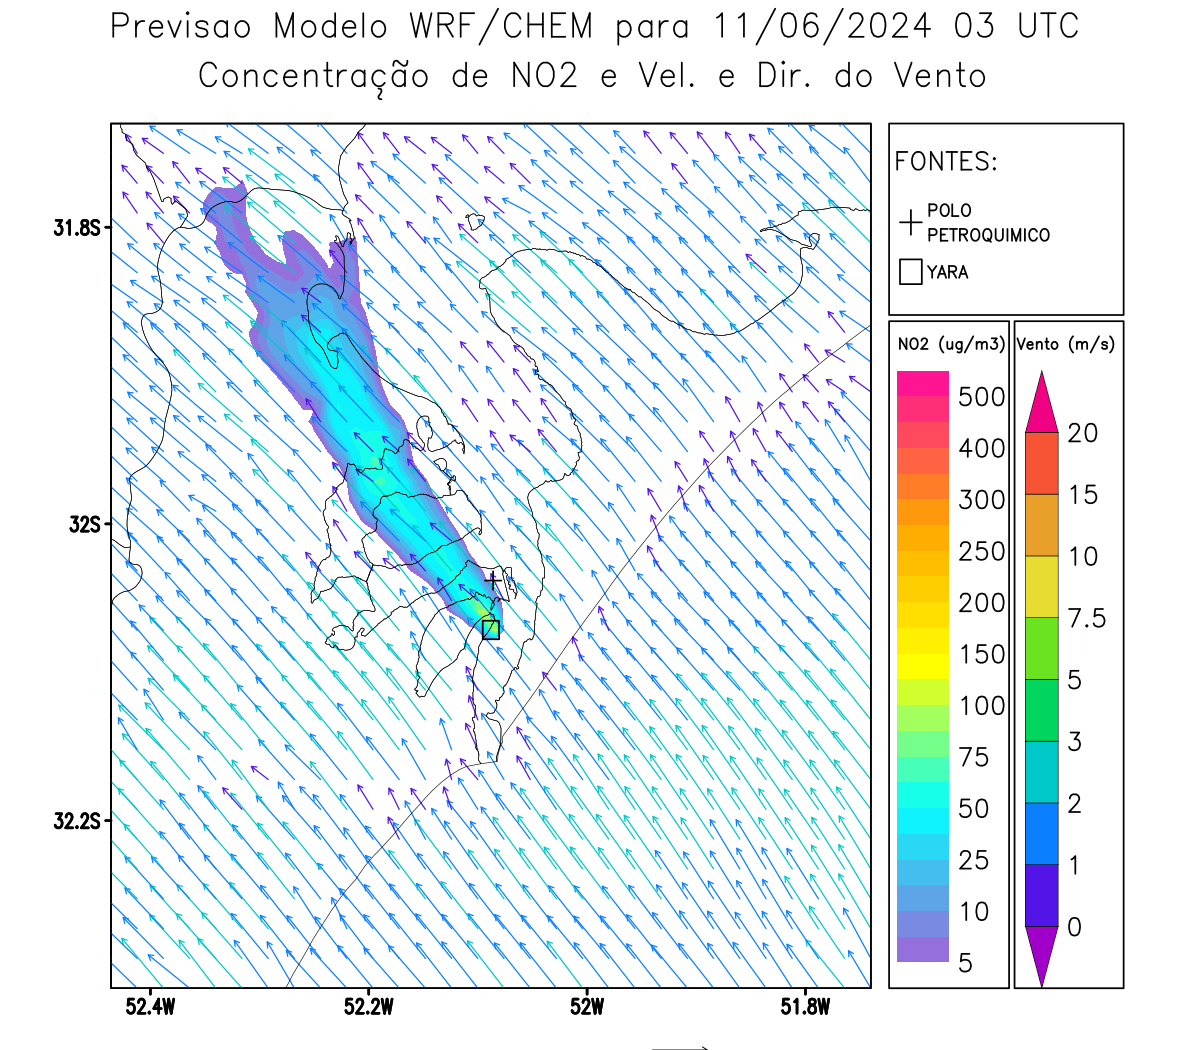 Previsao Modelo WRF/CHEM para 11/06/2024 03 UTC
Concentração de NO2 e Vel. e Dir. do Vento
FONTES:
POLO
PETROQUIMICO
YARA
NO2 (ug/m3)
500
400
300
250
200
150
100
75
50
25
10
5
Vento (m/s)
20
15
10
7.5
5
3
2
1
0
31.8S
32S
32.2S
52.4W
52.2W
52W
51.8W